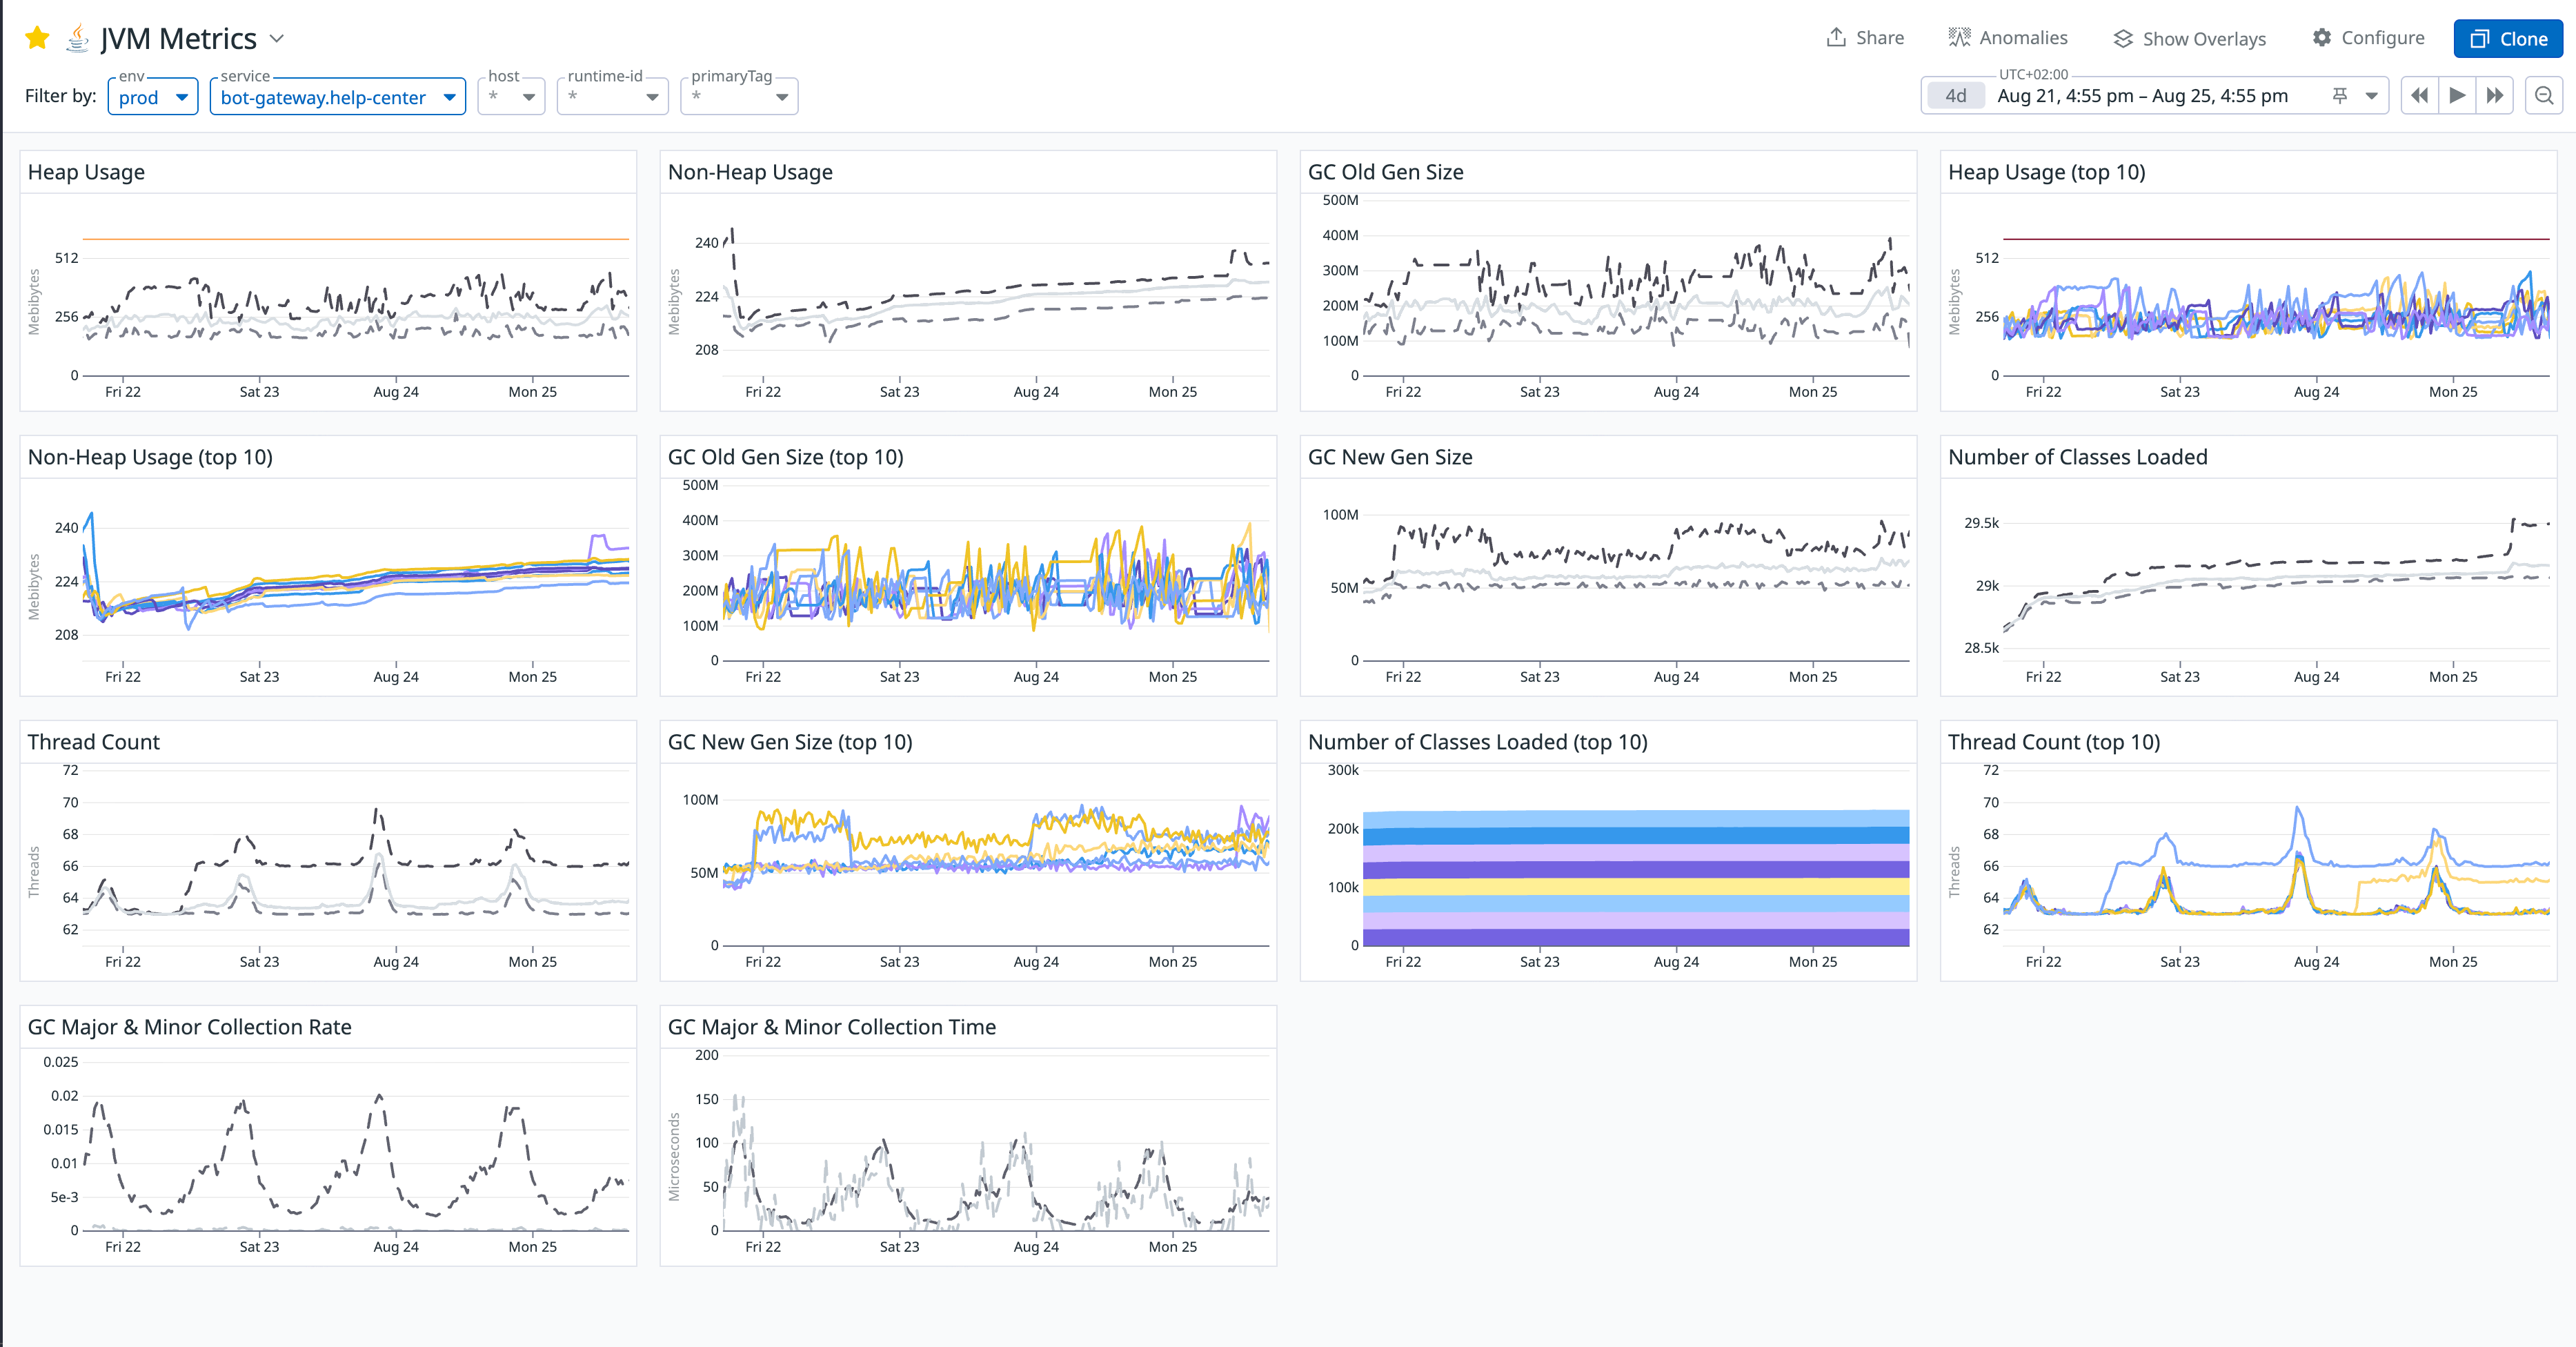 JVM Metrics
Share
Anomalies
Show Overlays
Configure
Clone
Filter by:
env
prod
service
bot-gateway.help-center
host
*
runtime-id
*
primaryTag
*
UTC+02:00
4d
Aug 21, 4:55 pm – Aug 25, 4:55 pm
Heap Usage
Mebibytes
512
256
0
Fri 22 Sat 23 Aug 24 Mon 25
Non-Heap Usage
Mebibytes
240
224
208
Fri 22 Sat 23 Aug 24 Mon 25
GC Old Gen Size
500M
400M
300M
200M
100M
0
Fri 22 Sat 23 Aug 24 Mon 25
Heap Usage (top 10)
Mebibytes
512
256
0
Fri 22 Sat 23 Aug 24 Mon 25
Non-Heap Usage (top 10)
Mebibytes
240
224
208
Fri 22 Sat 23 Aug 24 Mon 25
GC Old Gen Size (top 10)
500M
400M
300M
200M
100M
0
Fri 22 Sat 23 Aug 24 Mon 25
GC New Gen Size
100M
50M
0
Fri 22 Sat 23 Aug 24 Mon 25
Number of Classes Loaded
29.5k
29k
28.5k
Fri 22 Sat 23 Aug 24 Mon 25
Thread Count
Threads
72
70
68
66
64
62
Fri 22 Sat 23 Aug 24 Mon 25
GC New Gen Size (top 10)
100M
50M
0
Fri 22 Sat 23 Aug 24 Mon 25
Number of Classes Loaded (top 10)
300k
200k
100k
0
Fri 22 Sat 23 Aug 24 Mon 25
Thread Count (top 10)
Threads
72
70
68
66
64
62
Fri 22 Sat 23 Aug 24 Mon 25
GC Major & Minor Collection Rate
0.025
0.02
0.015
0.01
5e-3
0
Fri 22 Sat 23 Aug 24 Mon 25
GC Major & Minor Collection Time
Microseconds
200
150
100
50
0
Fri 22 Sat 23 Aug 24 Mon 25